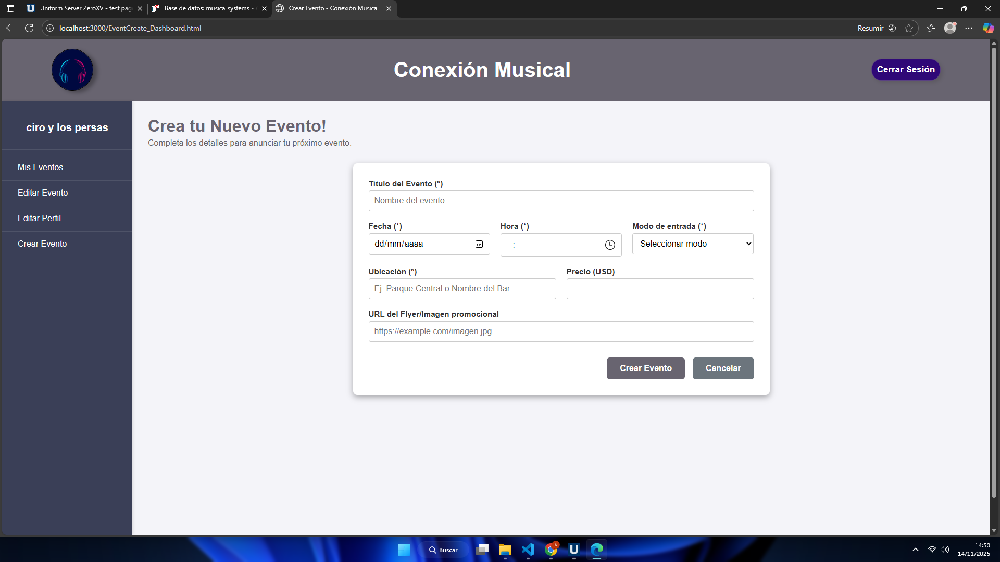 Uniform Server ZeroXV - test pag
Base de datos: musica_systems -
Crear Evento - Conexión Musical
localhost:3000/EventCreate_Dashboard.html
Resumir
Conexión Musical
Cerrar Sesión
ciro y los persas
Mis Eventos
Editar Evento
Editar Perfil
Crear Evento
Crea tu Nuevo Evento!
Completa los detalles para anunciar tu próximo evento.
Título del Evento (*)
Nombre del evento
Fecha (*)
Hora (*)
Modo de entrada (*)
dd/mm/aaaa
--:--
Seleccionar modo
Ubicación (*)
Precio (USD)
Ej: Parque Central o Nombre del Bar
URL del Flyer/Imagen promocional
https://example.com/imagen.jpg
Crear Evento
Cancelar
Buscar
S
U
14:50
14/11/2025